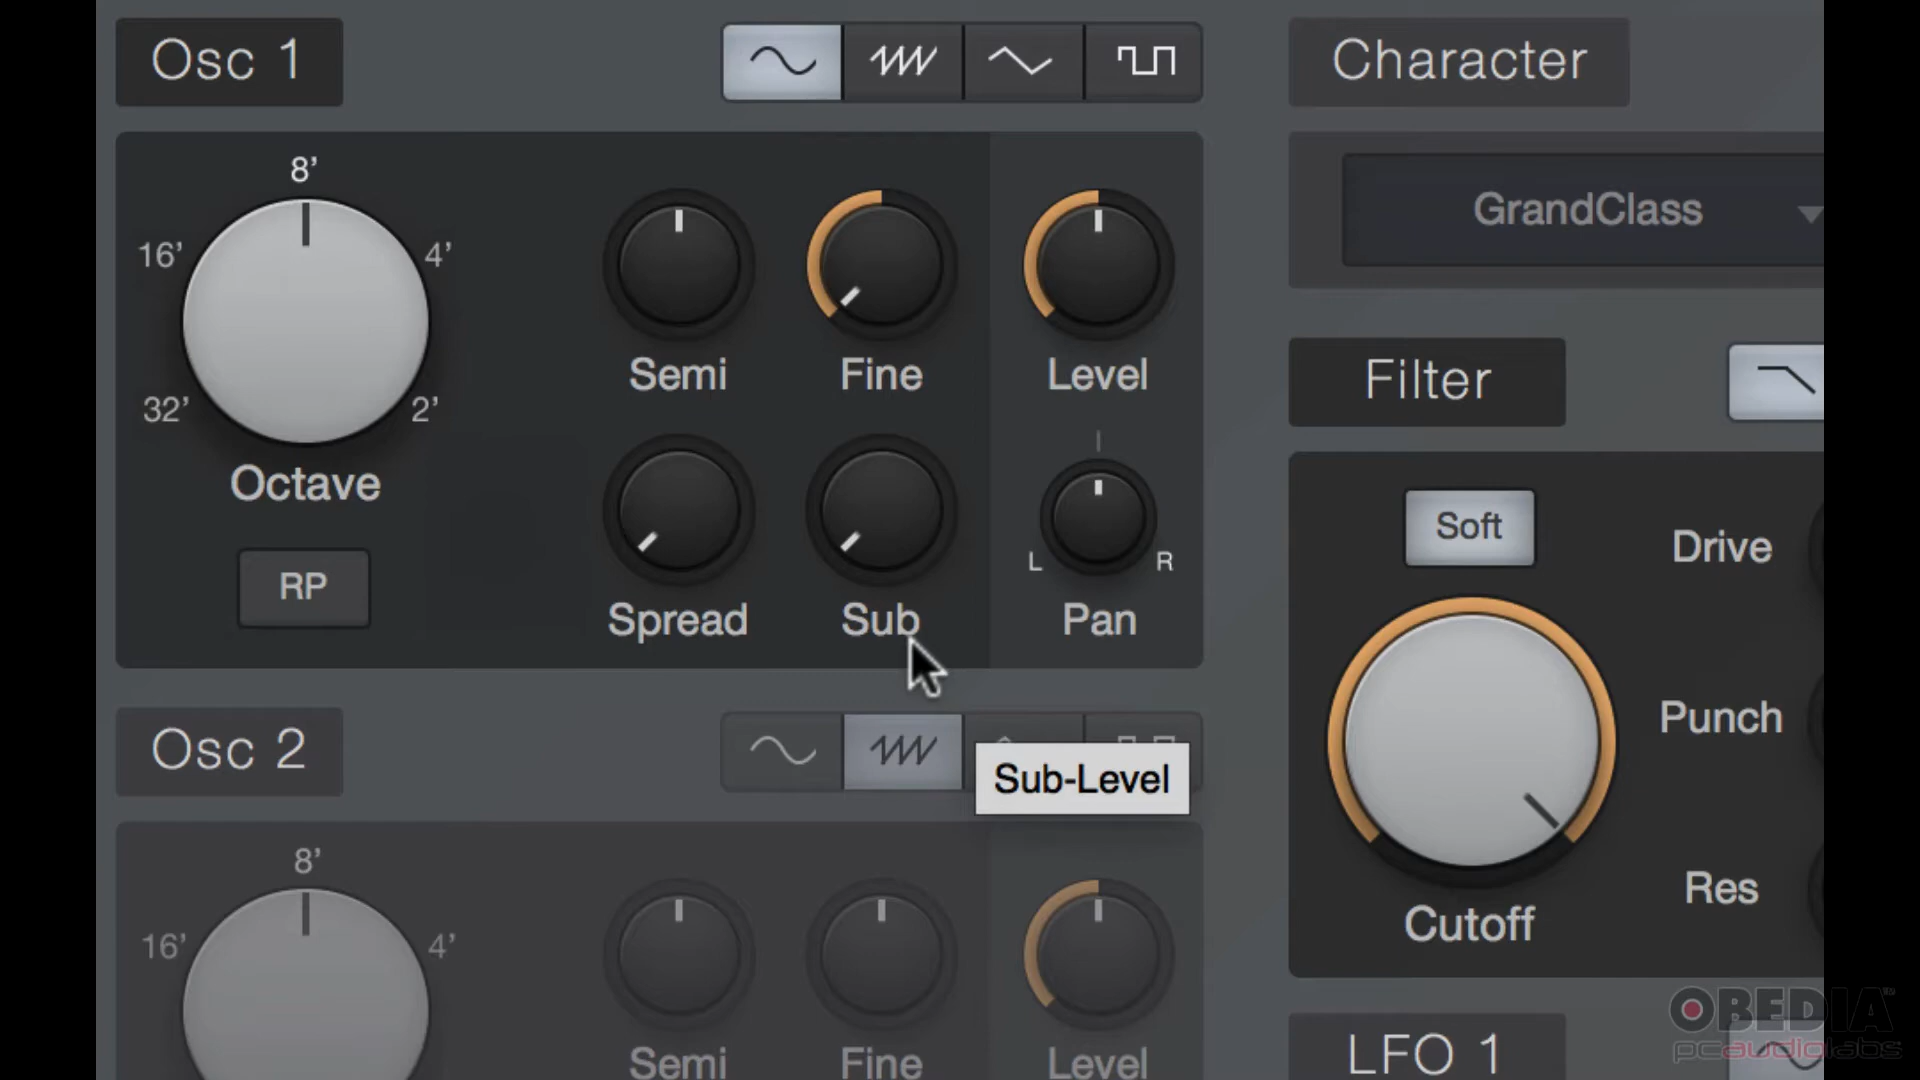 Osc 1
Character
8’
16’
4’
32’
2’
Octave
RP
Semi
Fine
Level
Spread
Sub
L
R
Pan
GrandClass
Filter
Soft
Drive
Punch
Res
Cutoff
Osc 2
Sub-Level
8’
16’
4’
Semi
Fine
Level
LFO 1
OBEDIA
pcaudiolabs